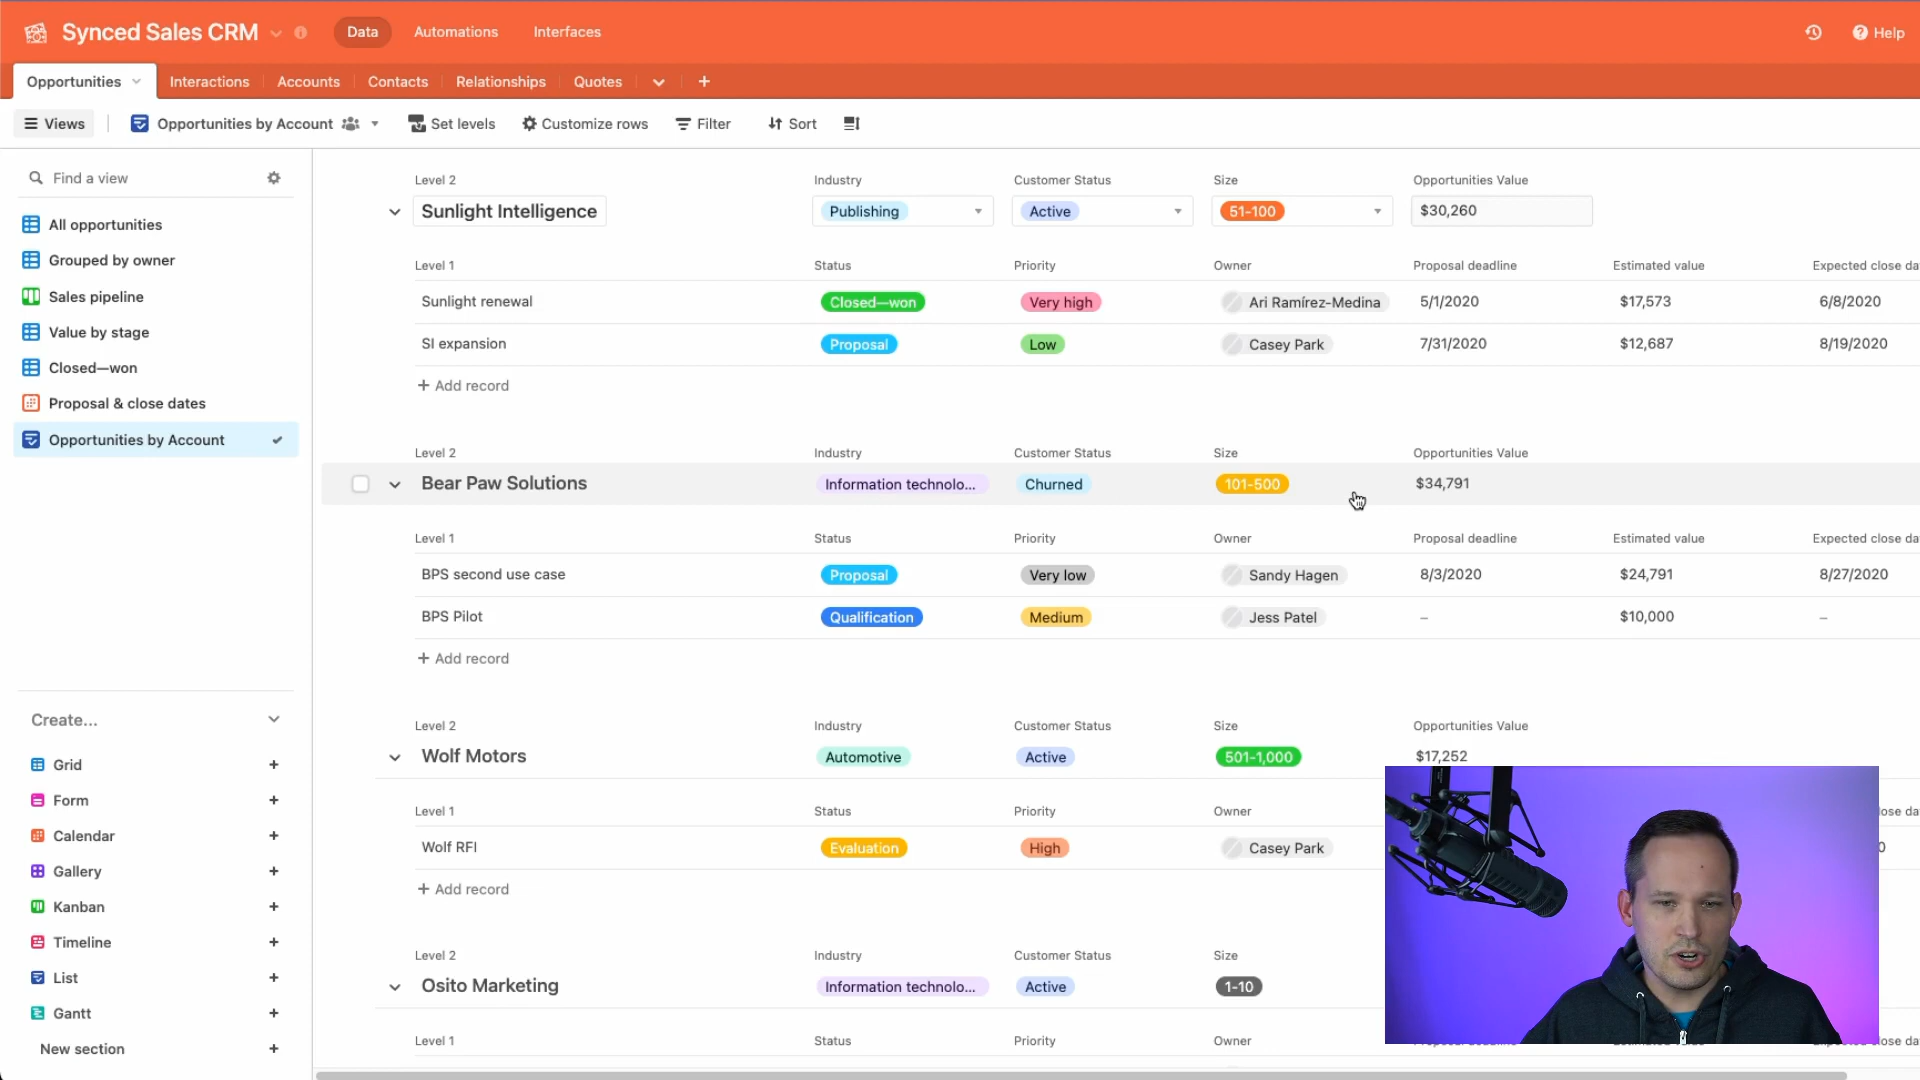 Synced Sales CRM
Data
Automations
Interfaces
Help
Opportunities
Interactions
Accounts
Contacts
Relationships
Quotes
Views
Opportunities by Account
Set levels
Customize rows
Filter
Sort
Find a view
All opportunities
Grouped by owner
Sales pipeline
Value by stage
Closed—won
Proposal & close dates
Opportunities by Account
Create...
Grid
Form
Calendar
Gallery
Kanban
Timeline
List
Gantt
New section
Level 2 Industry Customer Status Size Opportunities Value
Sunlight Intelligence Publishing Active 51-100 $30,260
Level 1 Status Priority Owner Proposal deadline Estimated value Expected close da
Sunlight renewal Closed—won Very high Ari Ramírez-Medina 5/1/2020 $17,573 6/8/2020
SI expansion Proposal Low Casey Park 7/31/2020 $12,687 8/19/2020
+ Add record
Level 2 Industry Customer Status Size Opportunities Value
Bear Paw Solutions Information technolo... Churned 101-500 $34,791
Level 1 Status Priority Owner Proposal deadline Estimated value Expected close da
BPS second use case Proposal Very low Sandy Hagen 8/3/2020 $24,791 8/27/2020
BPS Pilot Qualification Medium Jess Patel – $10,000 –
+ Add record
Level 2 Industry Customer Status Size Opportunities Value
Wolf Motors Automotive Active 501-1,000 $17,252
Level 1 Status Priority Owner lose da
Wolf RFI Evaluation High Casey Park 0
+ Add record
Level 2 Industry Customer Status Size
Osito Marketing Information technolo... Active 1-10
Level 1 Status Priority Owner